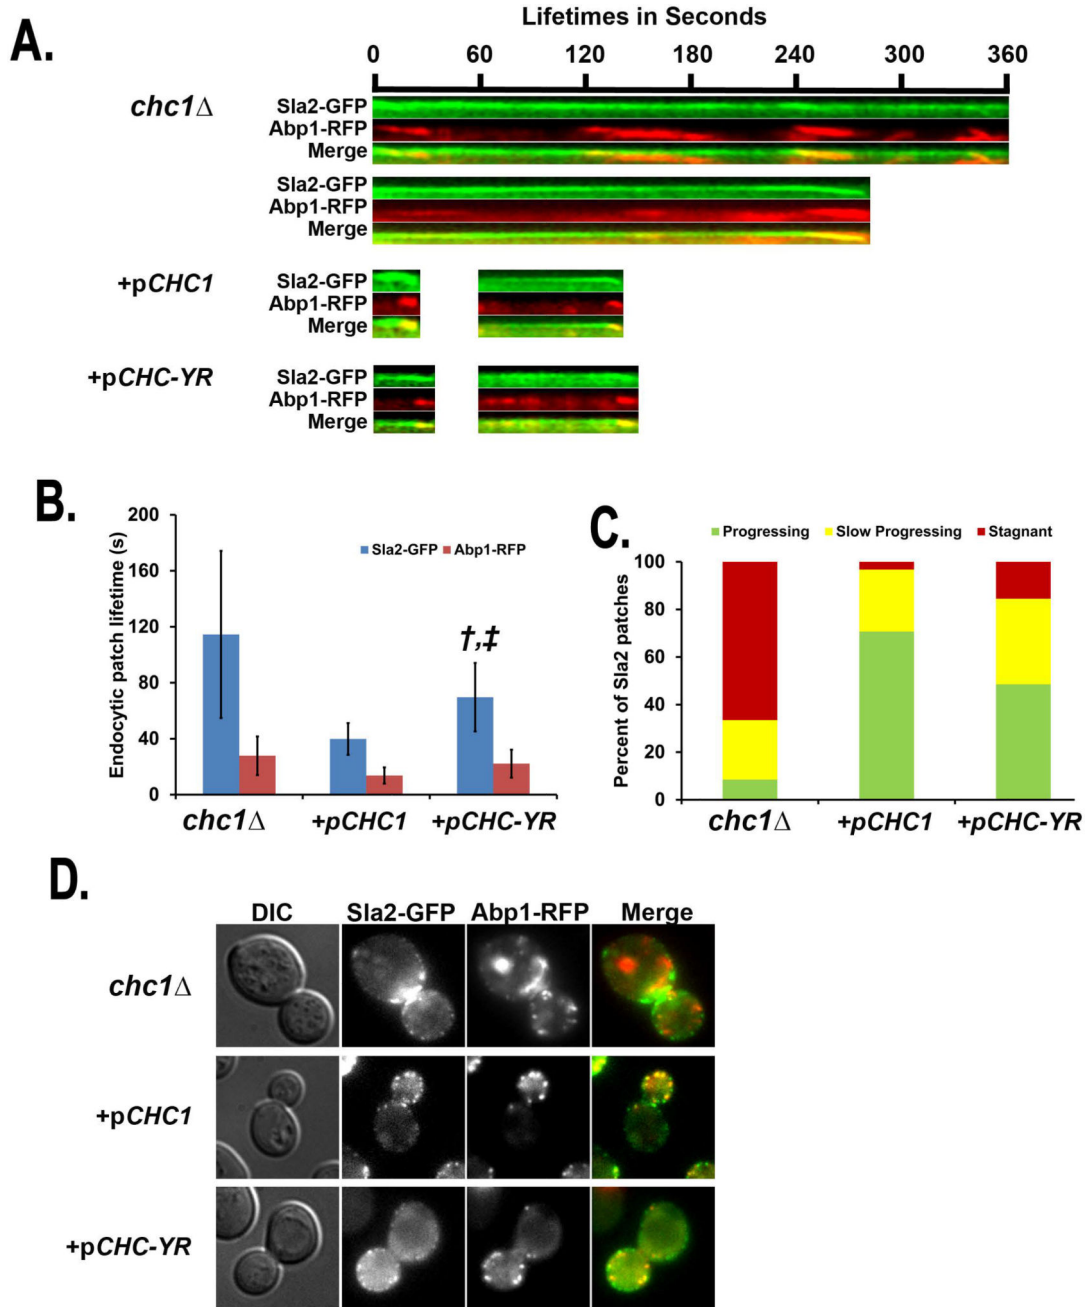 A.
Lifetimes in Seconds
0 60 120 180 240 300 360
chc1Δ
Sla2-GFP
Abp1-RFP
Merge
Sla2-GFP
Abp1-RFP
Merge
+pCHC1
Sla2-GFP
Abp1-RFP
Merge
+pCHC-YR
Sla2-GFP
Abp1-RFP
Merge
B.
Endocytic patch lifetime (s)
200
160
120
80
40
0
Sla2-GFP Abp1-RFP
†,‡
chc1Δ +pCHC1 +pCHC-YR
C.
Progressing Slow Progressing Stagnant
Percent of Sla2 patches
100
80
60
40
20
0
chc1Δ +pCHC1 +pCHC-YR
D.
DIC Sla2-GFP Abp1-RFP Merge
chc1Δ
+pCHC1
+pCHC-YR